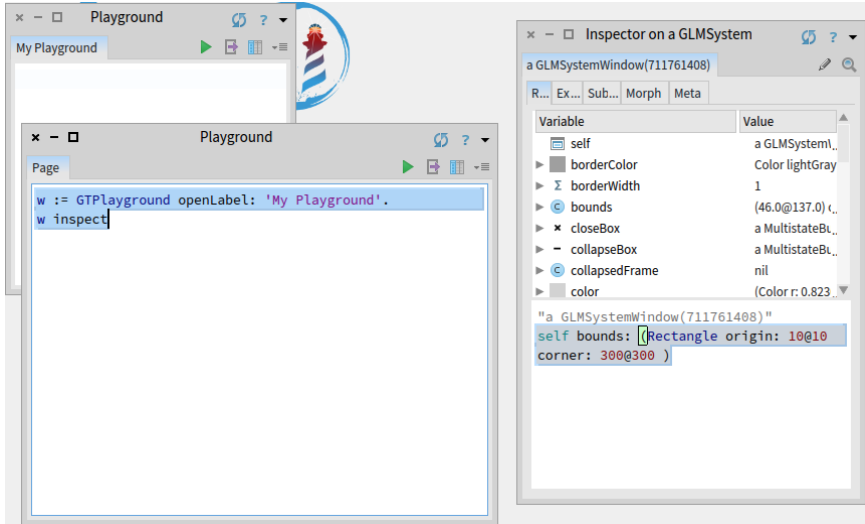 Playground
?
My Playground
Playground
?
Page
w := GTPlayground openLabel: 'My Playground'.
w inspect
Inspector on a GLMSystem
?
a GLMSystemWindow(711761408)
R... Ex... Sub... Morph Meta
Variable Value
self a GLMSystem\...
borderColor Color lightGray
Σ borderWidth 1
C bounds (46.0@137.0) c...
closeBox a MultistateBu...
collapseBox a MultistateBu...
C collapsedFrame nil
color (Color r: 0.823 ...
"a GLMSystemWindow(711761408)"
self bounds: (Rectangle origin: 10@10
corner: 300@300 )